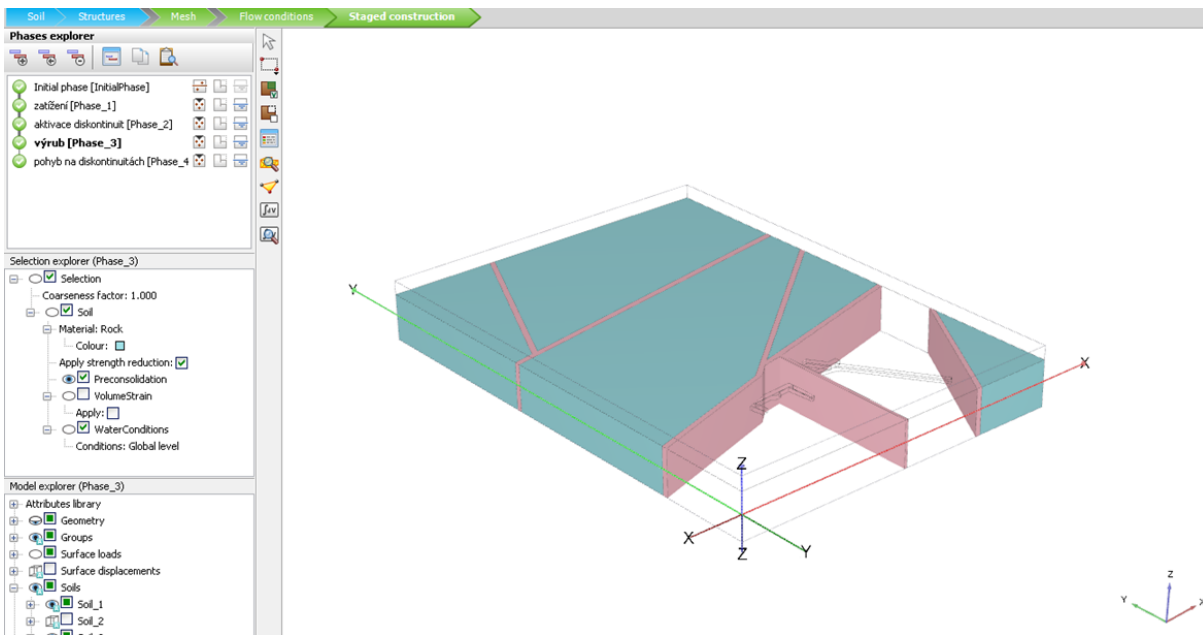 Soil Structures Mesh Flow conditions Staged construction
Phases explorer
Initial phase [InitialPhase]
zatížení [Phase_1]
aktivace diskontinuit [Phase_2]
výrub [Phase_3]
pohyb na diskontinuitách [Phase_4
Selection explorer (Phase_3)
Selection
Coarseness factor: 1.000
Soil
Material: Rock
Colour:
Apply strength reduction:
Preconsolidation
VolumeStrain
Apply:
WaterConditions
Conditions: Global level
Model explorer (Phase_3)
Attributes library
Geometry
Groups
Surface loads
Surface displacements
Soils
Soil_1
Soil_2
Y
X
Z
X
Z
Y
Z
Y
X